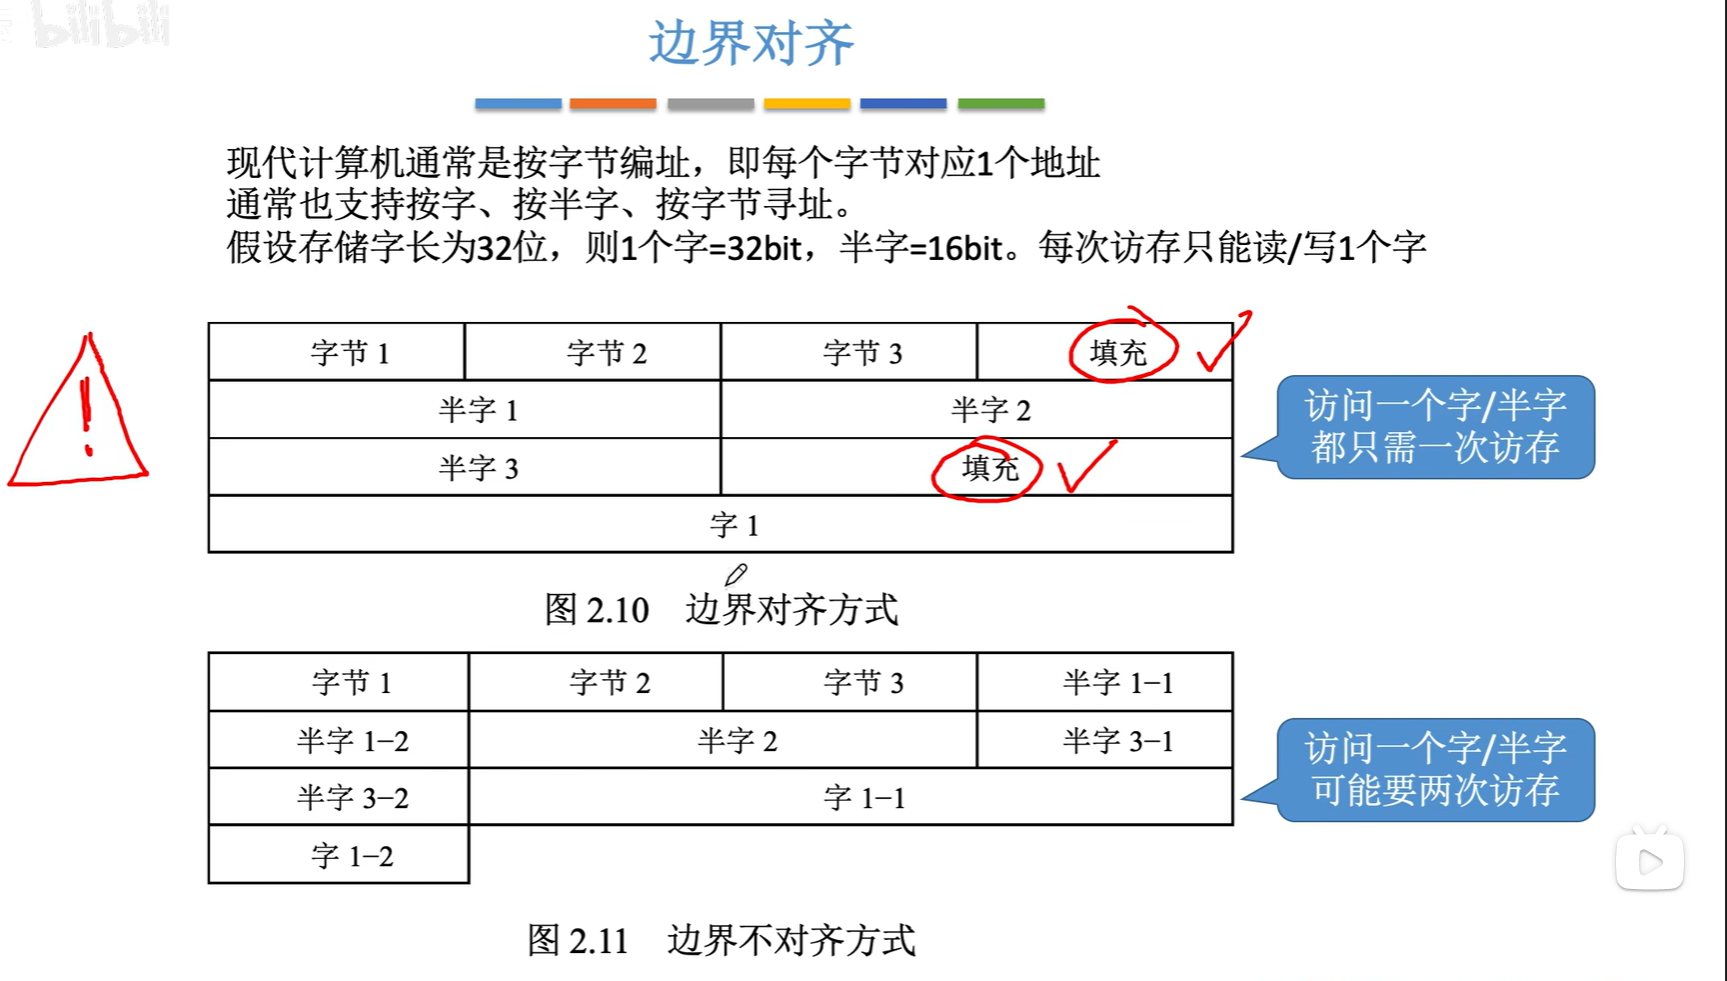 bilibili
边界对齐
现代计算机通常是按字节编址，即每个字节对应1个地址
通常也支持按字、按半字、按字节寻址。
假设存储字长为32位，则1个字=32bit，半字=16bit。每次访存只能读/写1个字
字节 1 字节 2 字节 3 填充
半字 1 半字 2
半字 3 填充
字 1
访问一个字/半字
都只需一次访存
图 2.10 边界对齐方式
字节 1 字节 2 字节 3 半字 1−1
半字 1−2 半字 2 半字 3−1
半字 3−2 字 1−1
字 1−2
访问一个字/半字
可能要两次访存
图 2.11 边界不对齐方式